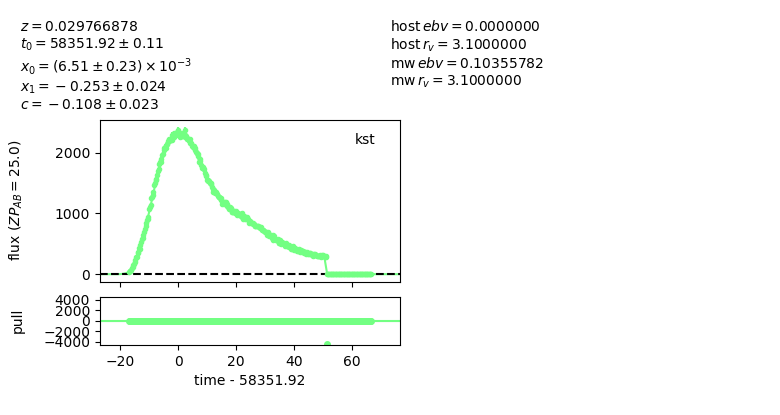 z = 0.029766878
t₀ = 58351.92 ± 0.11
x₀ = (6.51 ± 0.23) × 10⁻³
x₁ = −0.253 ± 0.024
c = −0.108 ± 0.023
host ebv = 0.0000000
host r_v = 3.1000000
mw ebv = 0.10355782
mw r_v = 3.1000000
kst
flux (ZP_AB = 25.0)
2000
1000
0
pull
4000
2000
0
−2000
−4000
−20 0 20 40 60
time - 58351.92